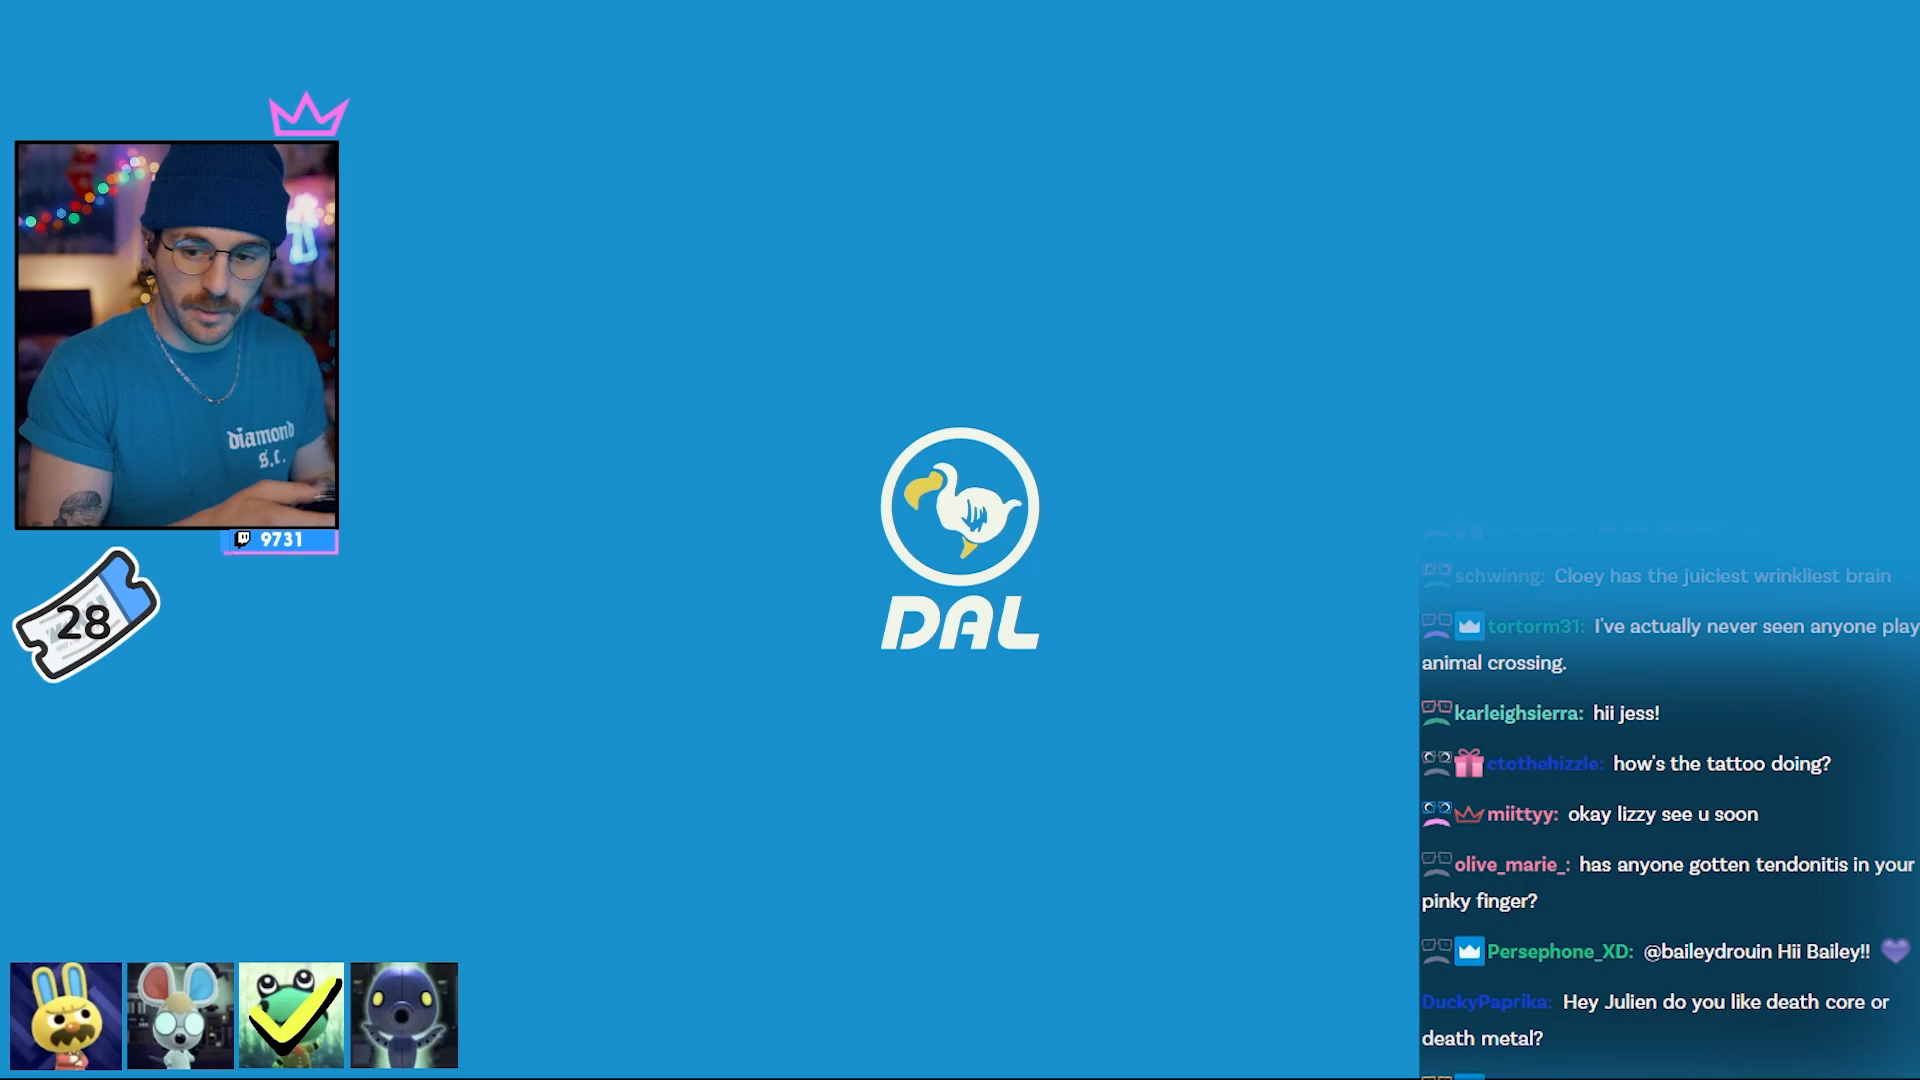 diamond
s.c.
9731
28
DAL
schwinng: Cloey has the juiciest wrinkliest brain
tortorm31: I've actually never seen anyone play
animal crossing.
karleighsierra: hii jess!
ctothehizzle: how's the tattoo doing?
miittyy: okay lizzy see u soon
olive_marie_: has anyone gotten tendonitis in your
pinky finger?
Persephone_XD: @baileydrouin Hii Bailey!!
DuckyPaprika: Hey Julien do you like death core or
death metal?